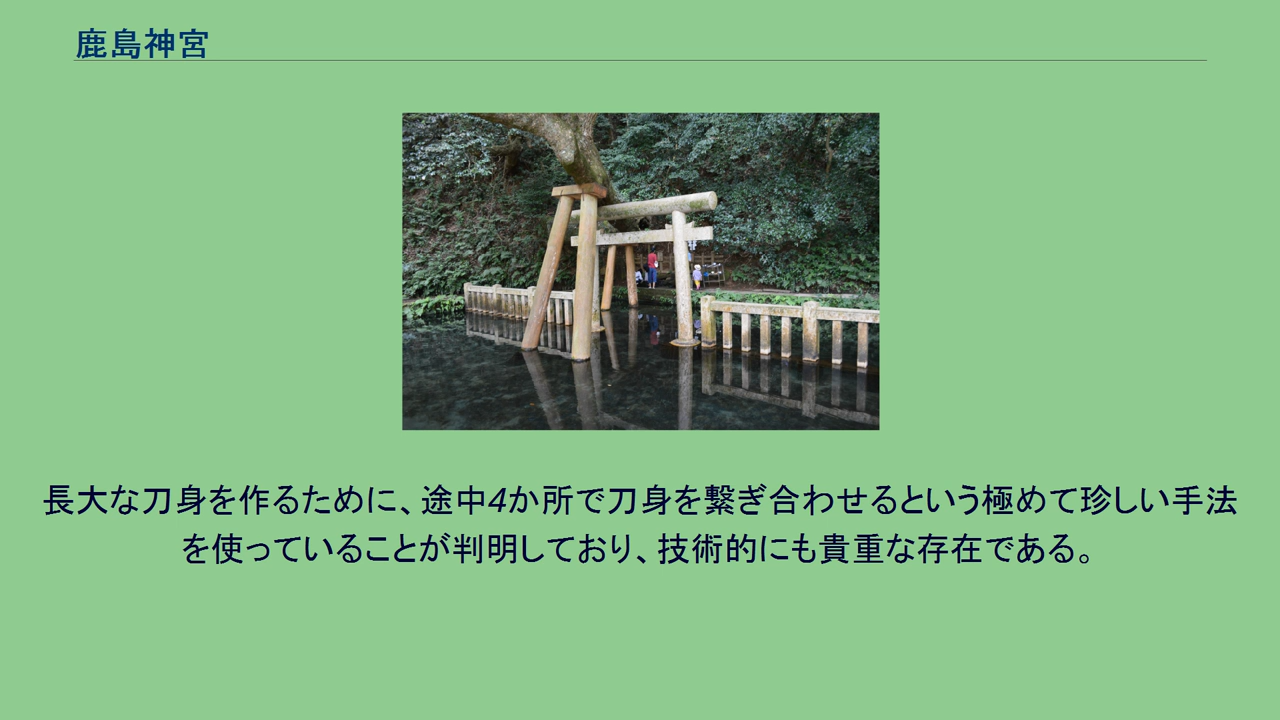 鹿島神宮
長大な刀身を作るために、途中4か所で刀身を繋ぎ合わせるという極めて珍しい手法
を使っていることが判明しており、技術的にも貴重な存在である。